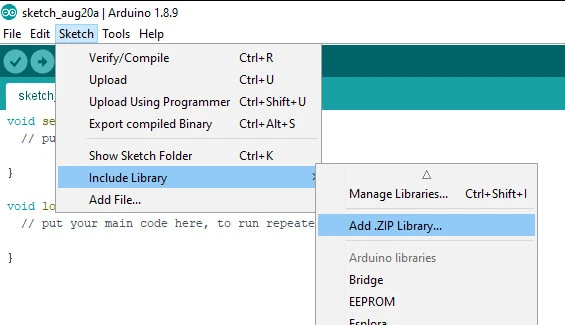 sketch_aug20a | Arduino 1.8.9
File Edit Sketch Tools Help
Verify/Compile Ctrl+R
Upload Ctrl+U
Upload Using Programmer Ctrl+Shift+U
Export compiled Binary Ctrl+Alt+S
Show Sketch Folder Ctrl+K
Include Library
Add File...
Manage Libraries... Ctrl+Shift+I
Add .ZIP Library...
Arduino libraries
Bridge
EEPROM
Esplora
sketch_
void se
// pu
}
void lo
// put your main code here, to run repeate
}